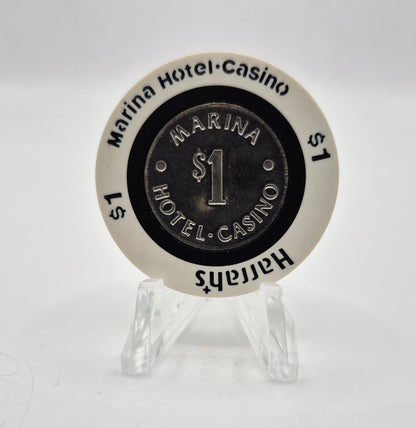 Marina Hotel·Casino
$1
$1
Harrah's
MARINA
$1
HOTEL·CASINO